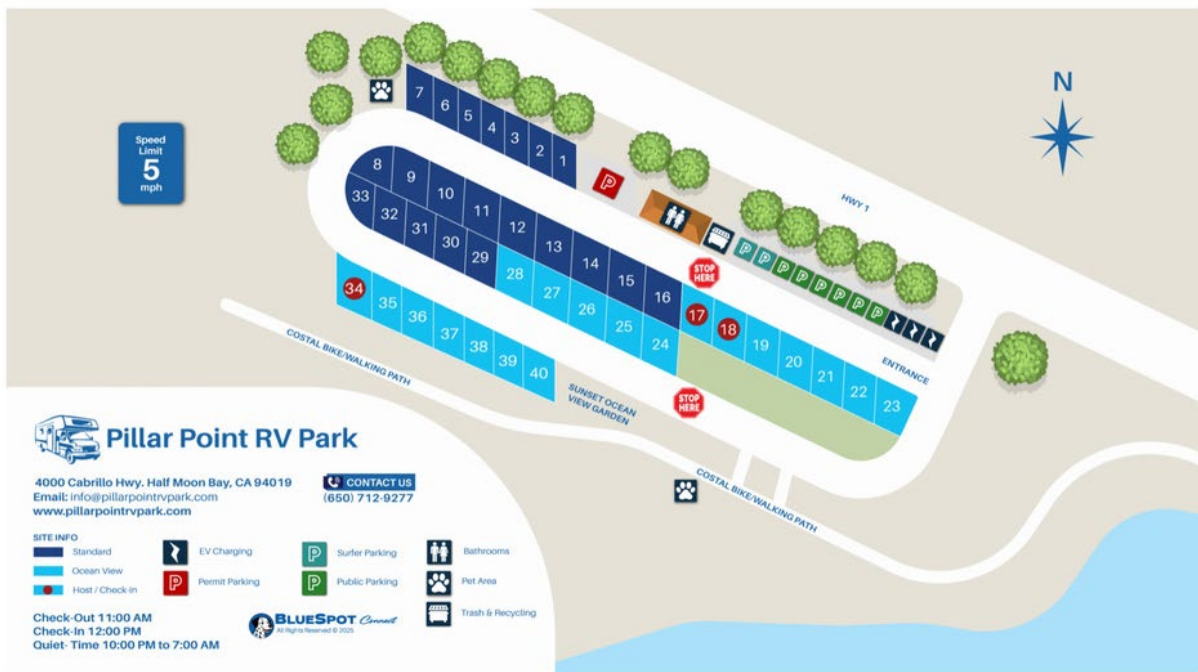 N
HWY 1
Speed
Limit
5
mph
7
6
5
4
3
2
1
P
8
9
10
11
12
13
14
15
16
STOP
HERE
17
18
19
20
21
22
23
P
P
P
P
P
P
P
P
ENTRANCE
33
32
31
30
29
28
27
26
25
24
34
35
36
37
38
39
40
STOP
HERE
SUNSET OCEAN
VIEW GARDEN
COSTAL BIKE/WALKING PATH
COSTAL BIKE/WALKING PATH
Pillar Point RV Park
4000 Cabrillo Hwy. Half Moon Bay, CA 94019
Email: info@pillarpointrvpark.com
www.pillarpointrvpark.com
CONTACT US
(650) 712-9277
SITE INFO
Standard
Ocean View
Host / Check-In
EV Charging
P Permit Parking
P Surfer Parking
P Public Parking
Bathrooms
Pet Area
Trash & Recycling
Check-Out 11:00 AM
Check-In 12:00 PM
Quiet- Time 10:00 PM to 7:00 AM
BLUESPOT Connect
All Rights Reserved © 2025